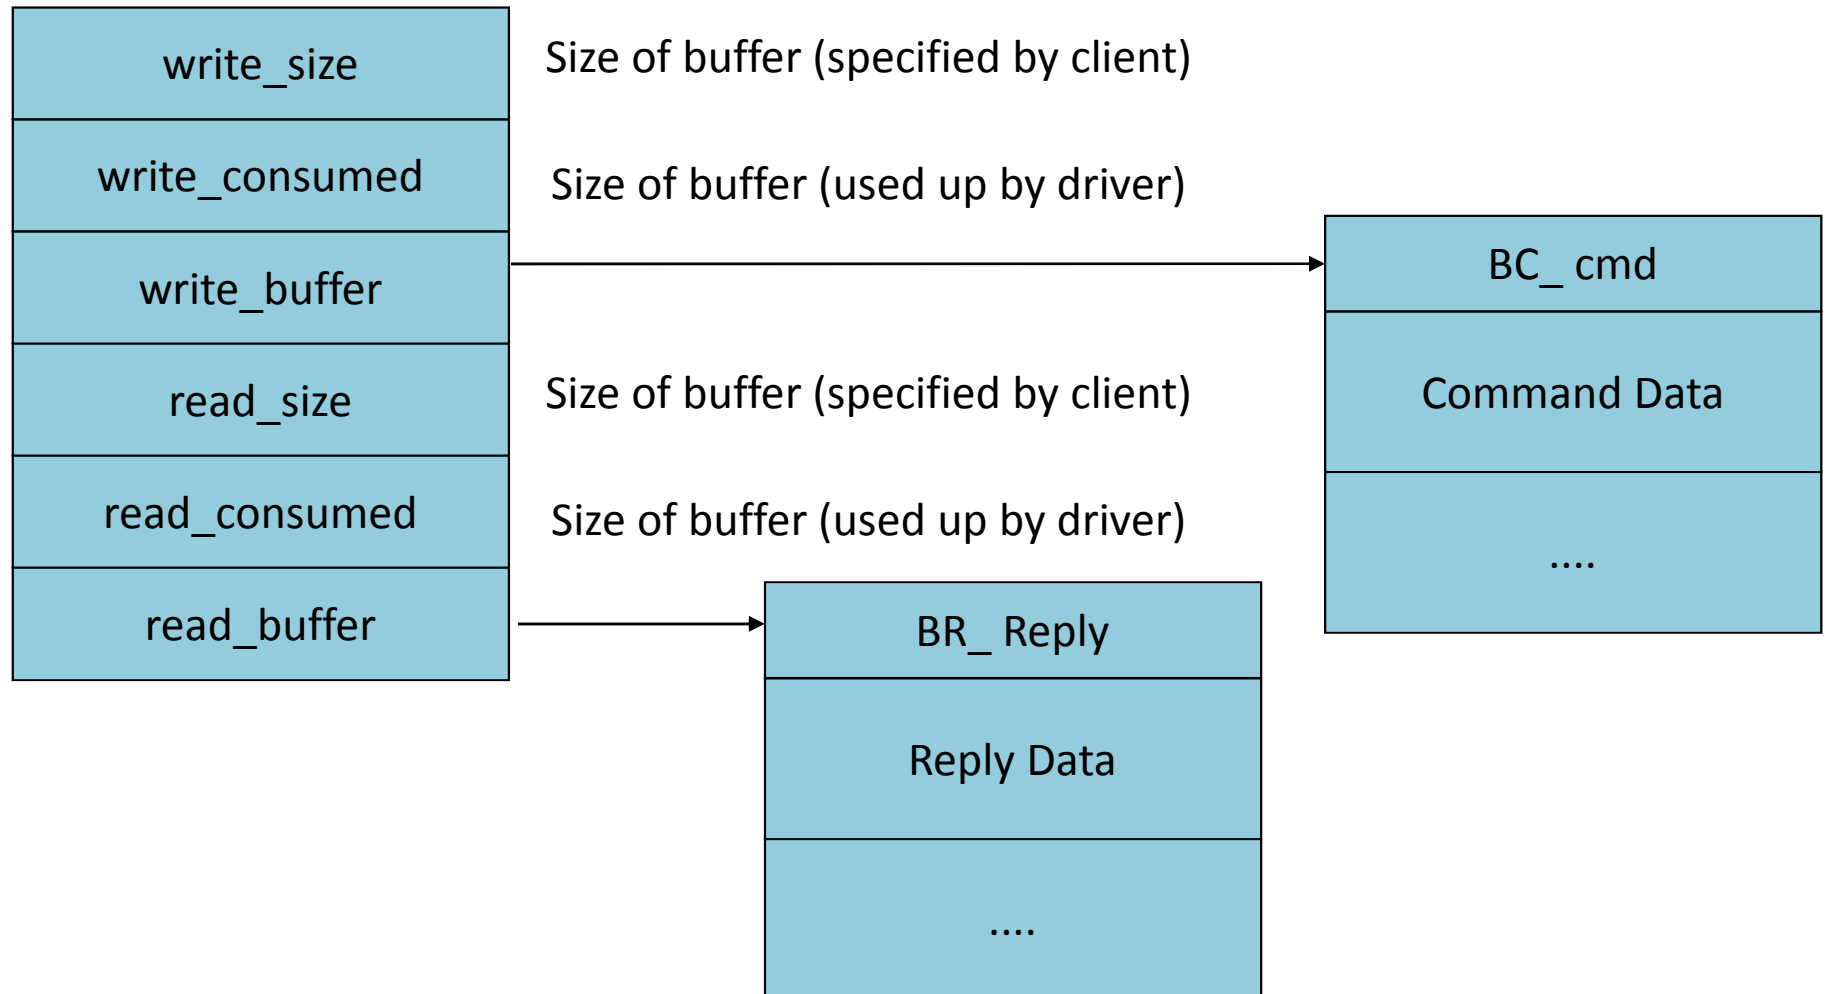 write_size
Size of buffer (specified by client)
write_consumed
Size of buffer (used up by driver)
write_buffer
BC_ cmd
read_size
Size of buffer (specified by client)
Command Data
read_consumed
Size of buffer (used up by driver)
....
read_buffer
BR_ Reply
Reply Data
....